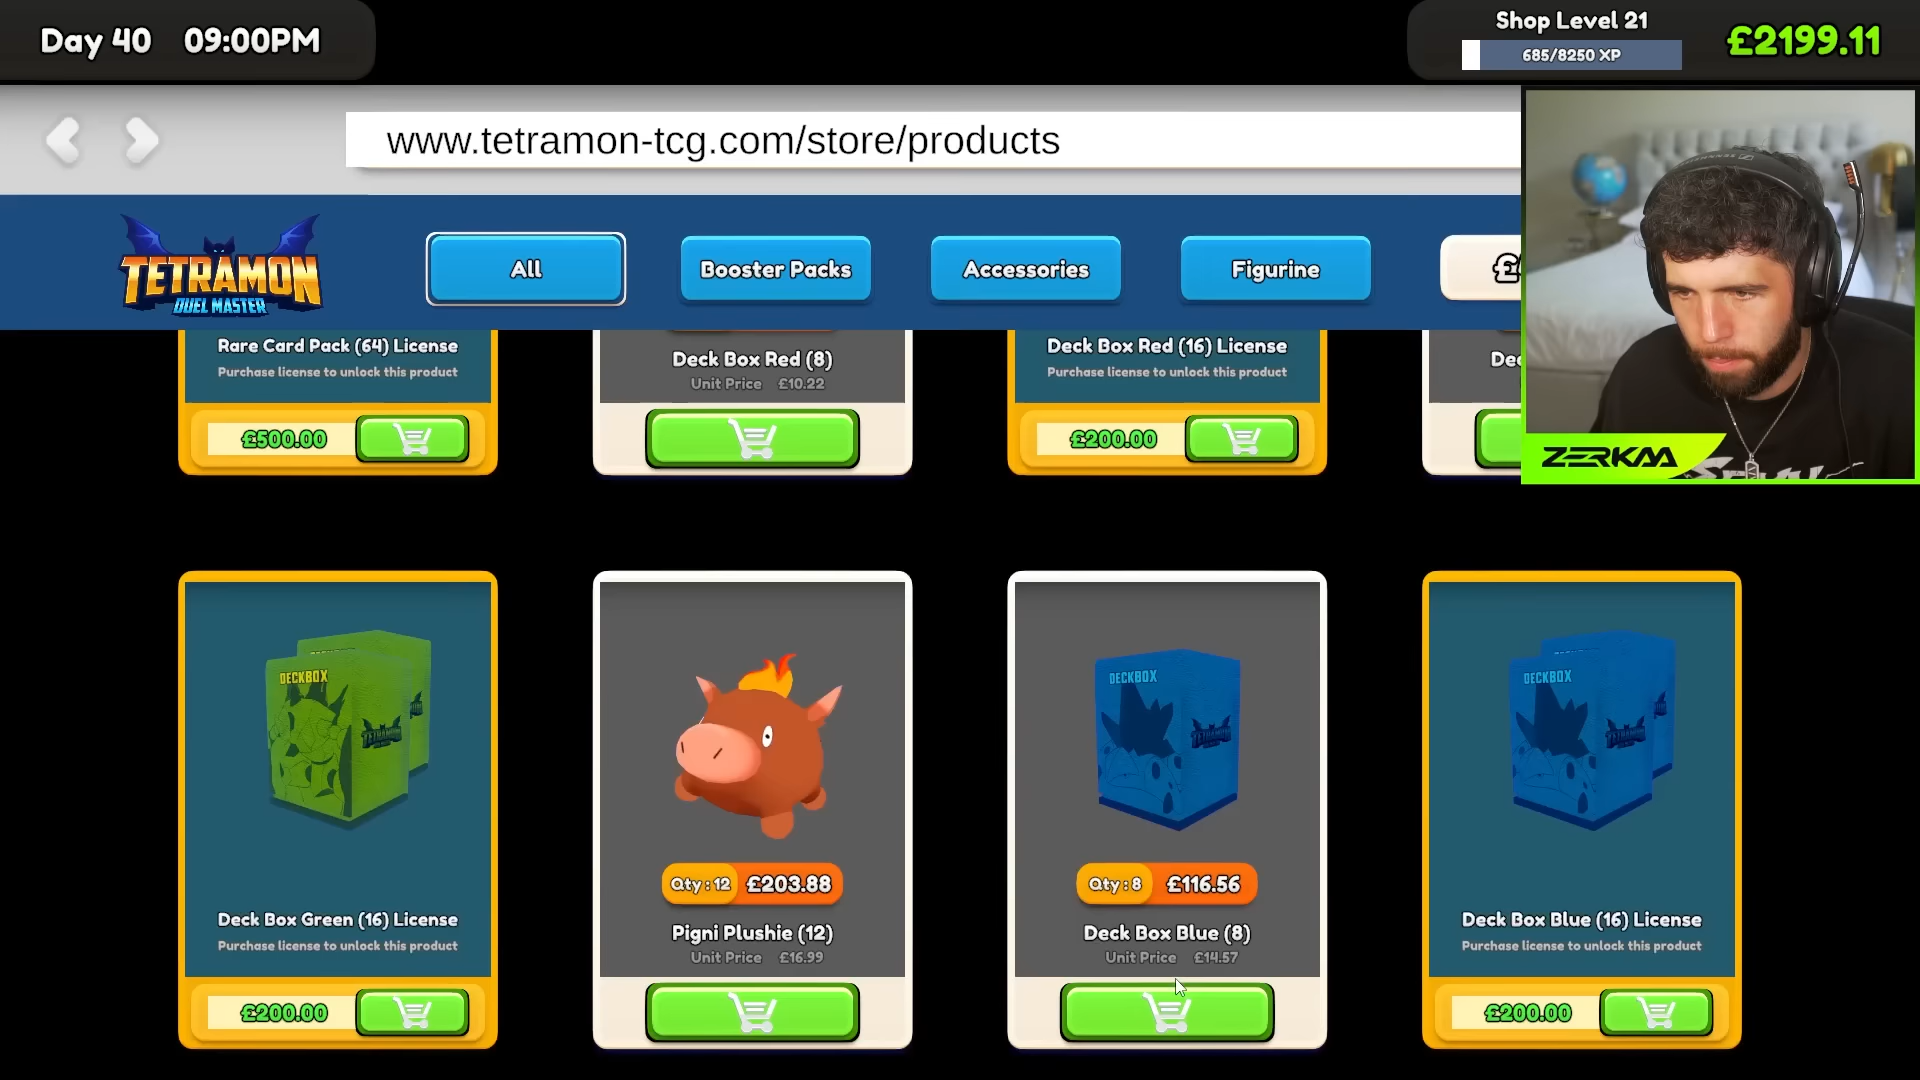 Day 40 09:00PM
Shop Level 21
685/8250 XP
£2199.11
www.tetramon-tcg.com/store/products
TETRAMON
DUEL MASTER
All
Booster Packs
Accessories
Figurine
£
Rare Card Pack (64) License
Purchase license to unlock this product
£500.00
Deck Box Red (8)
Unit Price £10.22
Deck Box Red (16) License
Purchase license to unlock this product
£200.00
ZERKAA
DECKBOX
TETRAMON
Deck Box Green (16) License
Purchase license to unlock this product
£200.00
Qty : 12 £203.88
Pigni Plushie (12)
Unit Price £16.99
DECKBOX
TETRAMON
Qty : 8 £116.56
Deck Box Blue (8)
Unit Price £14.57
DECKBOX
TETRAMON
Deck Box Blue (16) License
Purchase license to unlock this product
£200.00